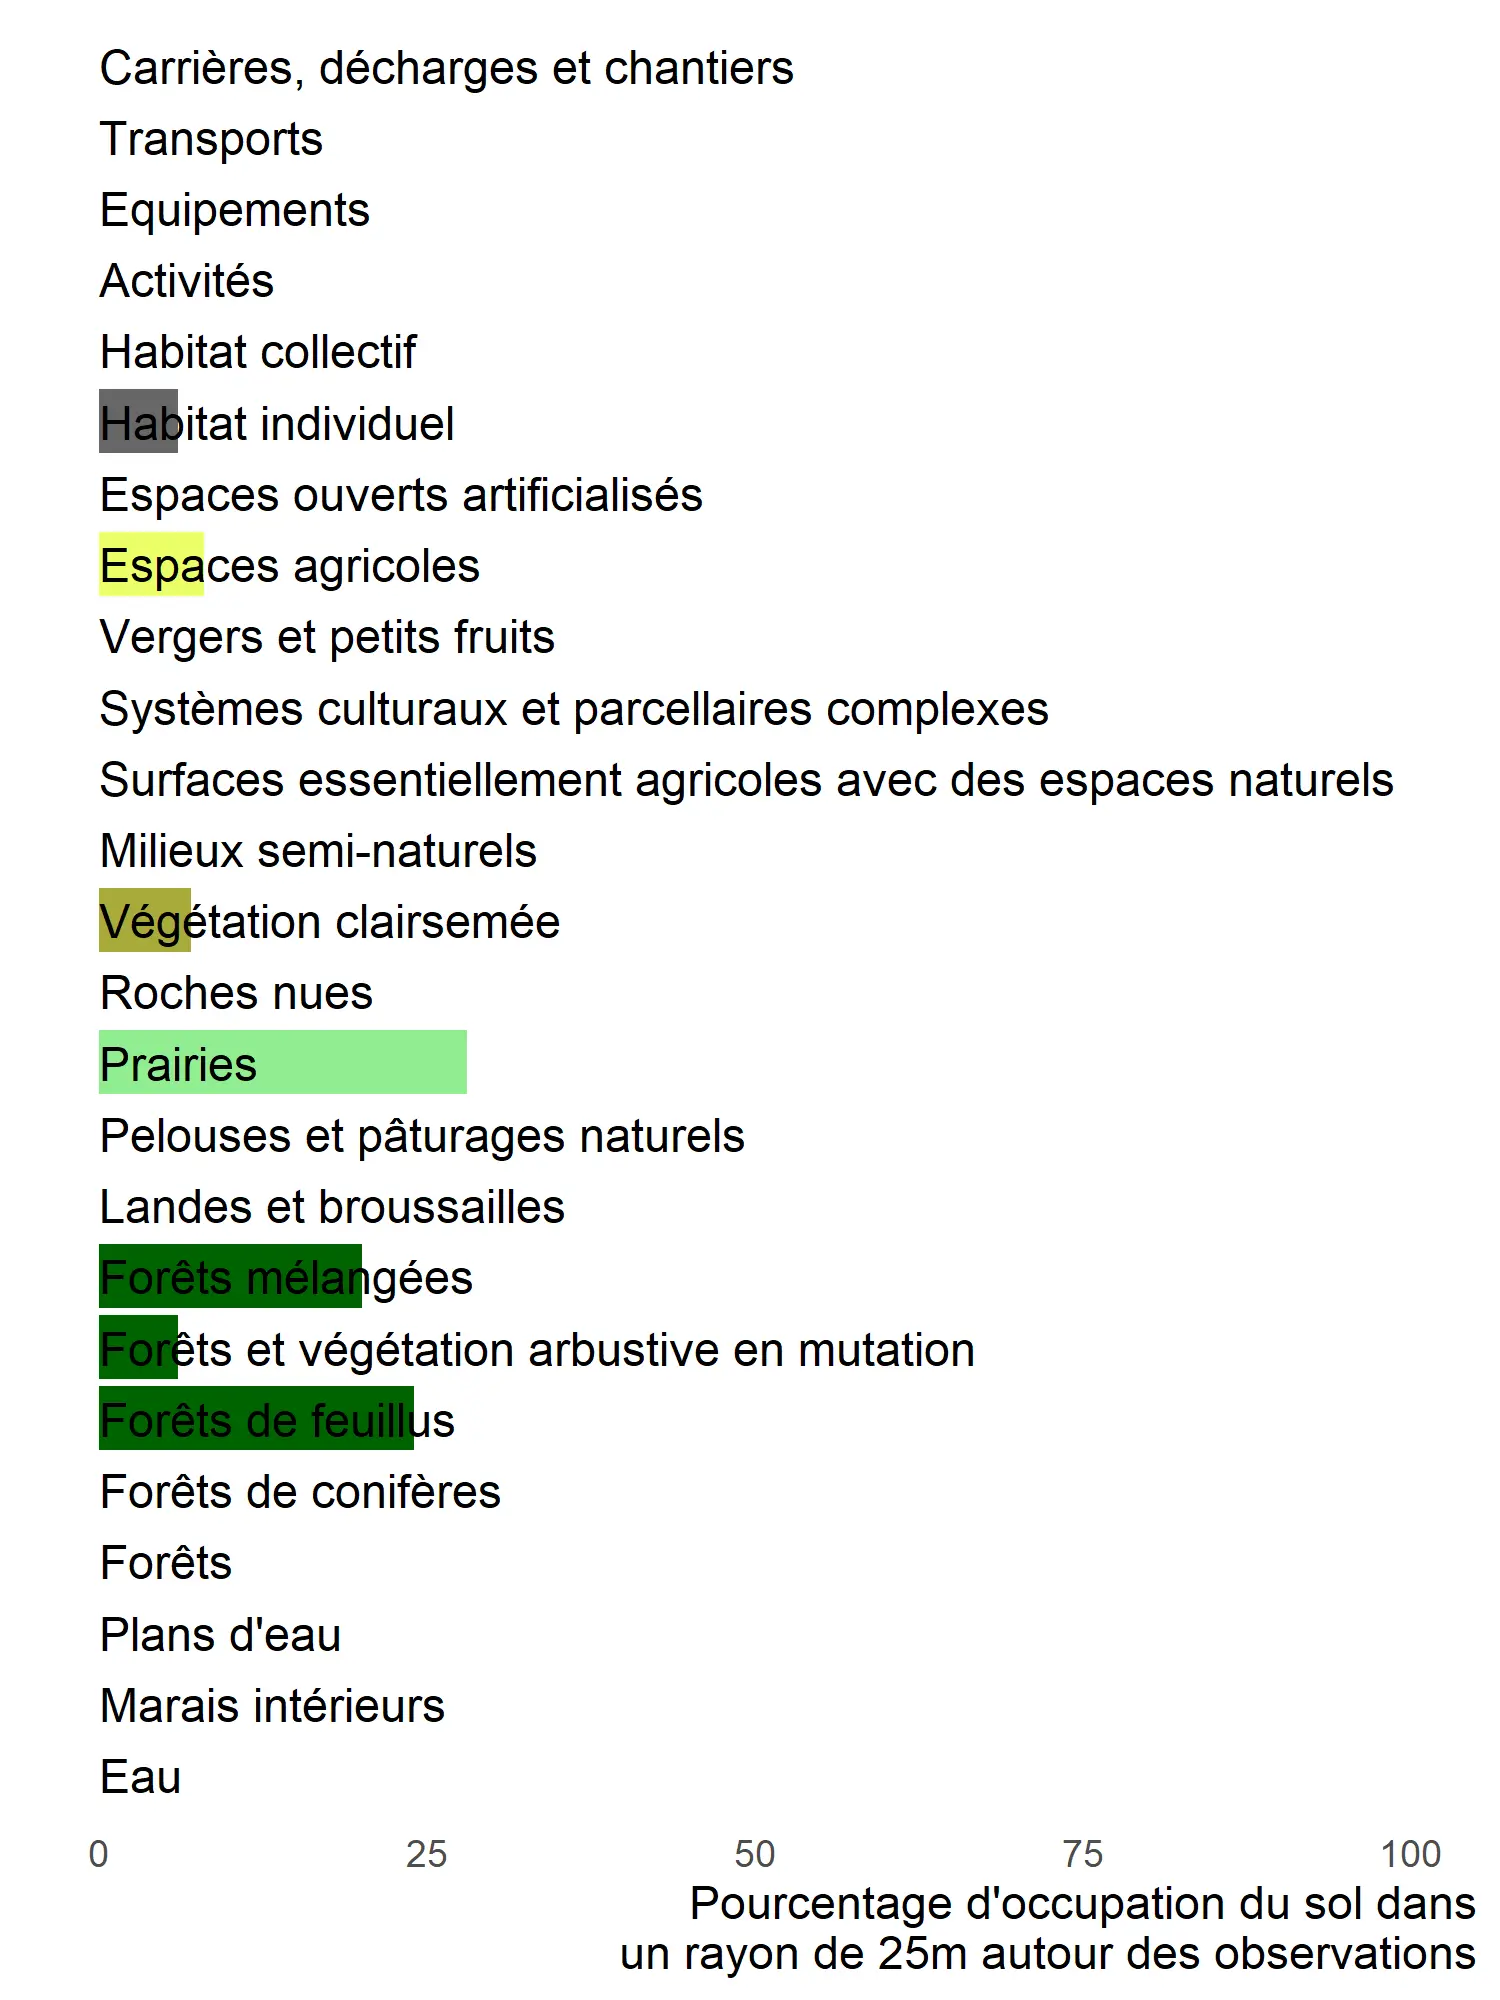 Carrières, décharges et chantiers
Transports
Equipements
Activités
Habitat collectif
Habitat individuel
Espaces ouverts artificialisés
Espaces agricoles
Vergers et petits fruits
Systèmes culturaux et parcellaires complexes
Surfaces essentiellement agricoles avec des espaces naturels
Milieux semi-naturels
Végétation clairsemée
Roches nues
Prairies
Pelouses et pâturages naturels
Landes et broussailles
Forêts mélangées
Forêts et végétation arbustive en mutation
Forêts de feuillus
Forêts de conifères
Forêts
Plans d'eau
Marais intérieurs
Eau
0 25 50 75 100
Pourcentage d'occupation du sol dans
un rayon de 25m autour des observations